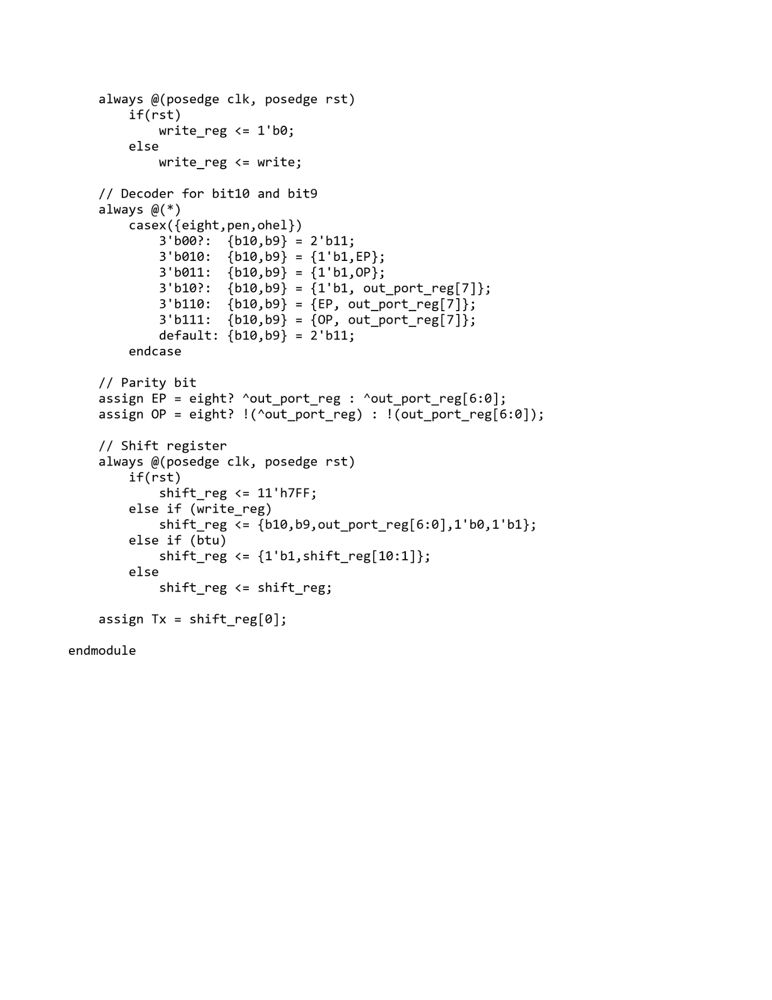 always @(posedge clk, posedge rst)
if(rst)
write_reg <= 1'b0;
else
write_reg <= write;
// Decoder for bit10 and bit9
always @(*)
casex({eight,pen,ohel})
3'b00?: {b10,b9} = 2'b11;
3'b010: {b10,b9} = {1'b1,EP};
3'b011: {b10,b9} = {1'b1,OP};
3'b10?: {b10,b9} = {1'b1, out_port_reg[7]};
3'b110: {b10,b9} = {EP, out_port_reg[7]};
3'b111: {b10,b9} = {OP, out_port_reg[7]};
default: {b10,b9} = 2'b11;
endcase
// Parity bit
assign EP = eight? ^out_port_reg : ^out_port_reg[6:0];
assign OP = eight? !(^out_port_reg) : !(out_port_reg[6:0]);
// Shift register
always @(posedge clk, posedge rst)
if(rst)
shift_reg <= 11'h7FF;
else if (write_reg)
shift_reg <= {b10,b9,out_port_reg[6:0],1'b0,1'b1};
else if (btu)
shift_reg <= {1'b1,shift_reg[10:1]};
else
shift_reg <= shift_reg;
assign Tx = shift_reg[0];
endmodule